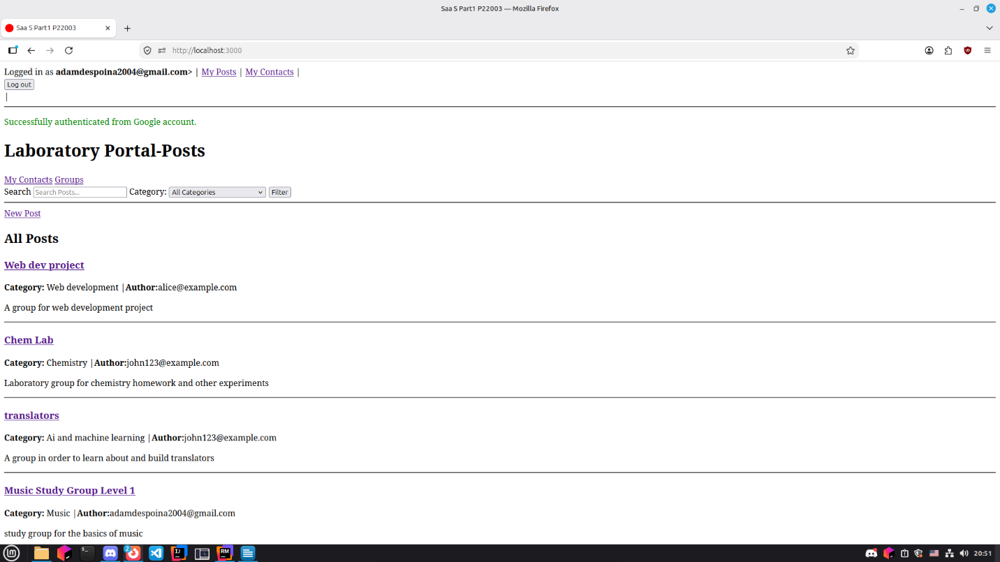 Saa S Part1 P22003 — Mozilla Firefox
Saa S Part1 P22003
http://localhost:3000
Logged in as adamdespoina2004@gmail.com> | My Posts | My Contacts |
Log out
|
Successfully authenticated from Google account.
Laboratory Portal-Posts
My Contacts Groups
Search Search Posts... Category: All Categories Filter
New Post
All Posts
Web dev project
Category: Web development |Author:alice@example.com
A group for web development project
Chem Lab
Category: Chemistry |Author:john123@example.com
Laboratory group for chemistry homework and other experiments
translators
Category: Ai and machine learning |Author:john123@example.com
A group in order to learn about and build translators
Music Study Group Level 1
Category: Music |Author:adamdespoina2004@gmail.com
study group for the basics of music
2 IJ RM 20:51